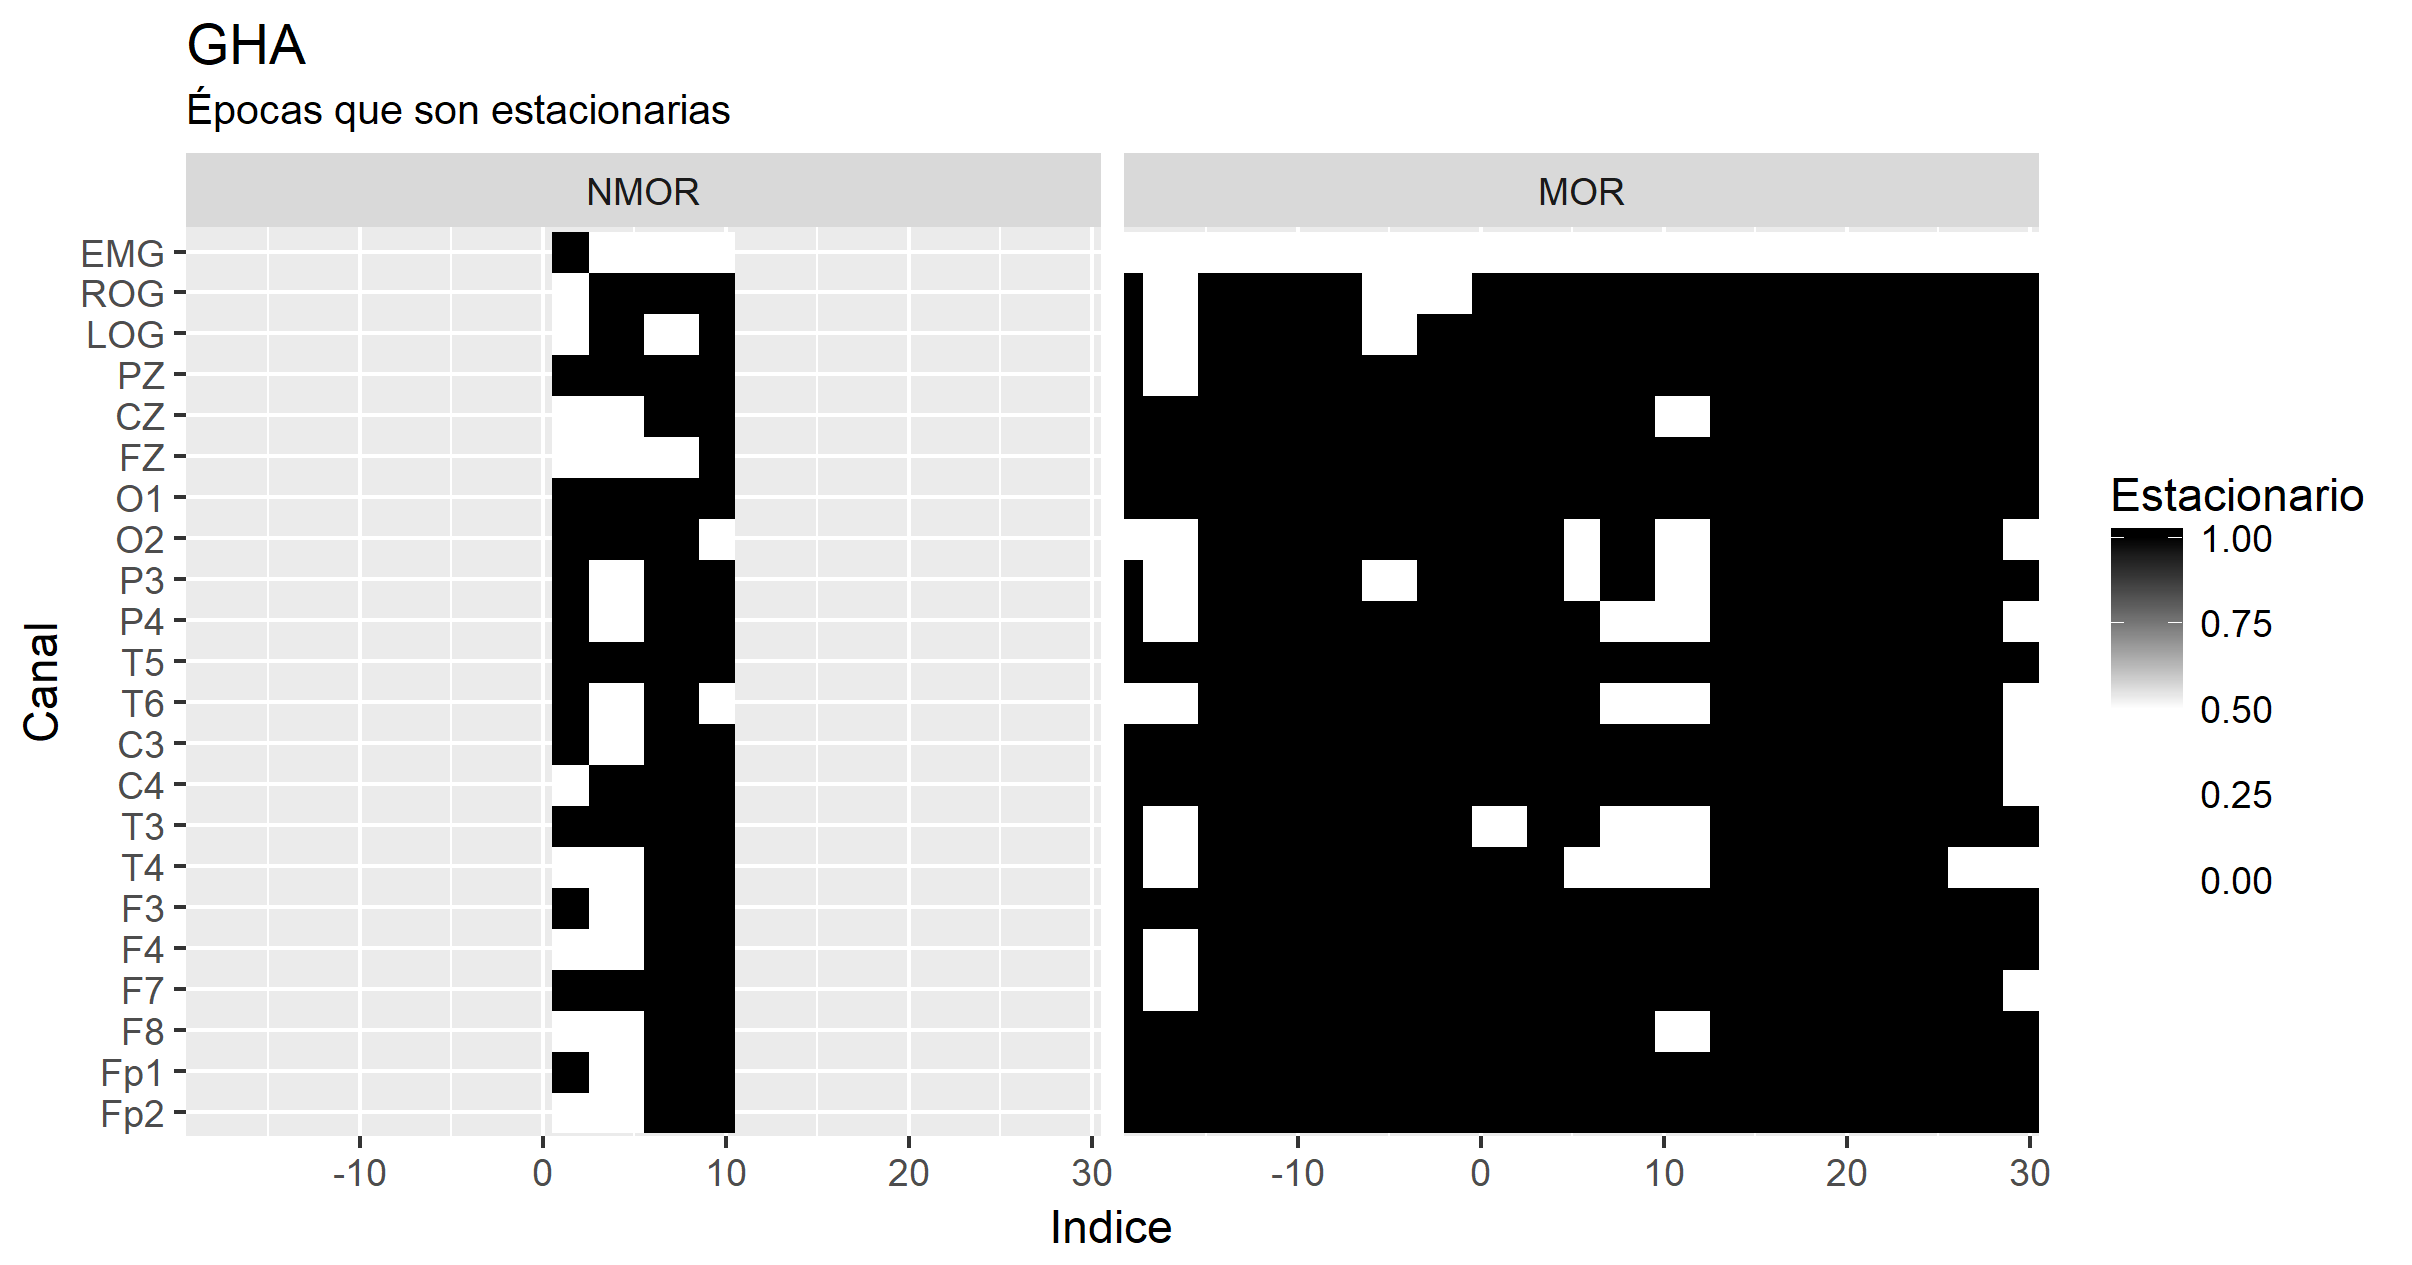 GHA
Épocas que son estacionarias
NMOR
MOR
EMG
ROG
LOG
PZ
CZ
FZ
O1
O2
P3
P4
T5
T6
C3
C4
T3
T4
F3
F4
F7
F8
Fp1
Fp2
Canal
-10 0 10 20 30
-10 0 10 20 30
Indice
Estacionario
1.00
0.75
0.50
0.25
0.00